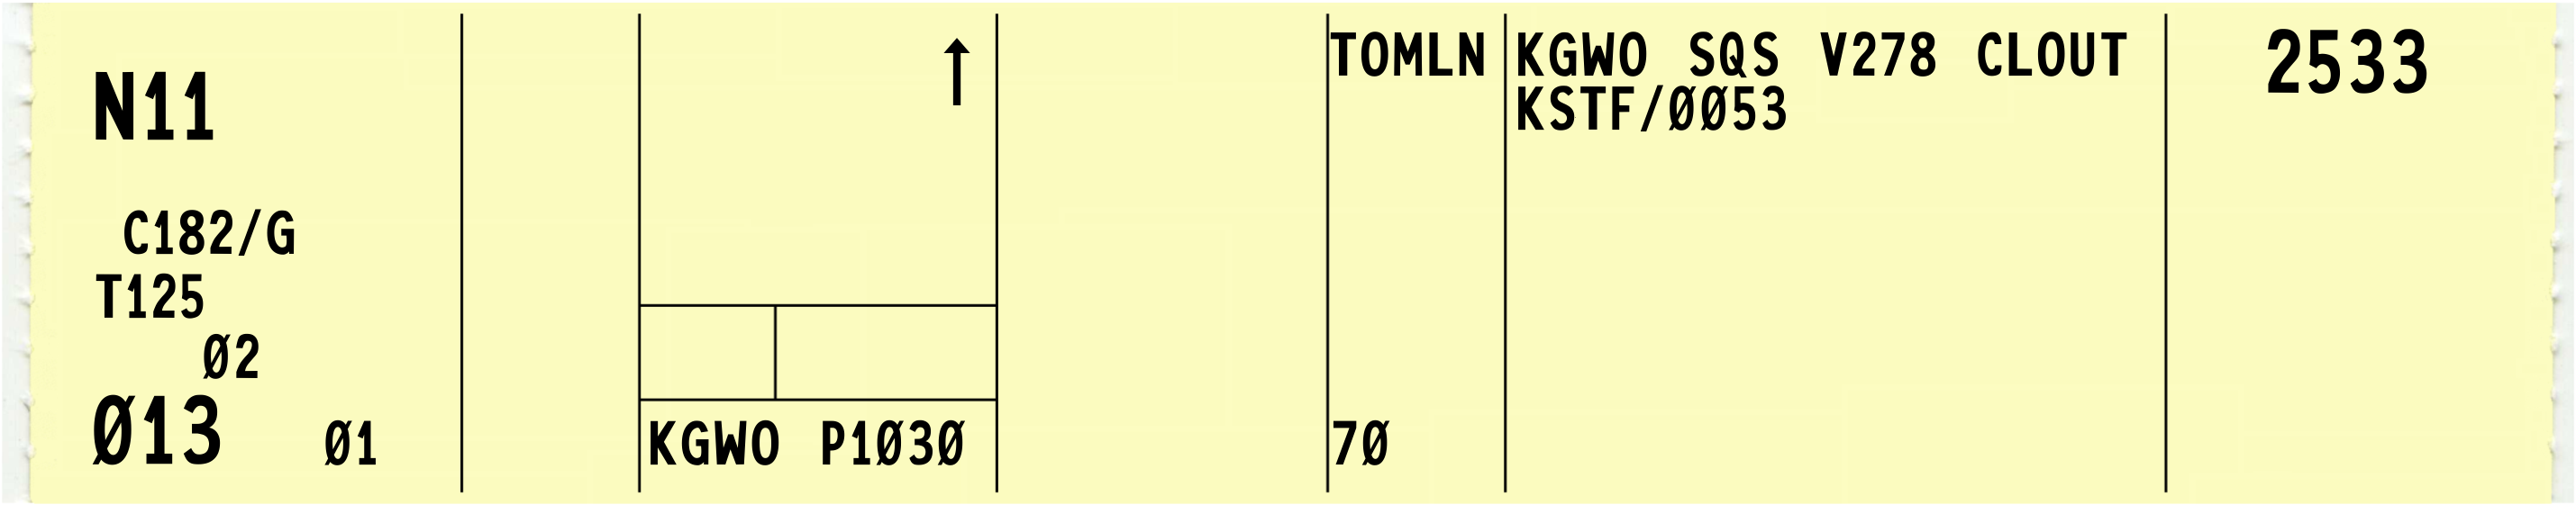 N11
C182/G
T125
Ø2
Ø13 Ø1
↑
KGWO P1Ø3Ø
TOMLN
7Ø
KGWO SQS V278 CLOUT
KSTF/ØØ53
2533